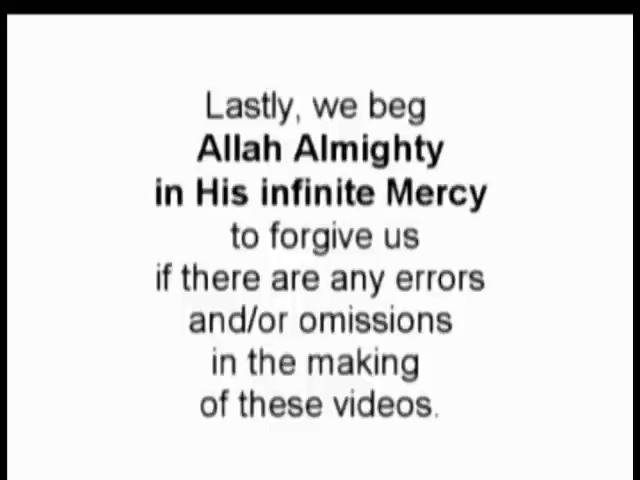 Lastly, we beg
Allah Almighty
in His infinite Mercy
to forgive us
if there are any errors
and/or omissions
in the making
of these videos.